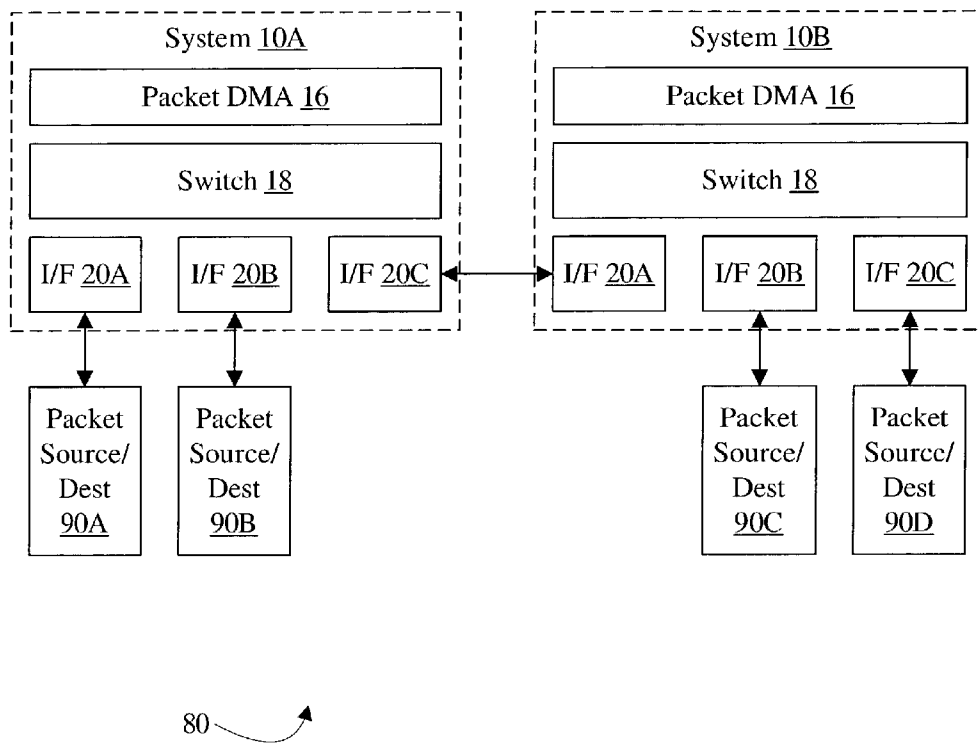 System 10A
Packet DMA 16
Switch 18
I/F 20A
I/F 20B
I/F 20C
System 10B
Packet DMA 16
Switch 18
I/F 20A
I/F 20B
I/F 20C
Packet
Source/
Dest
90A
Packet
Source/
Dest
90B
Packet
Source/
Dest
90C
Packet
Source/
Dest
90D
80